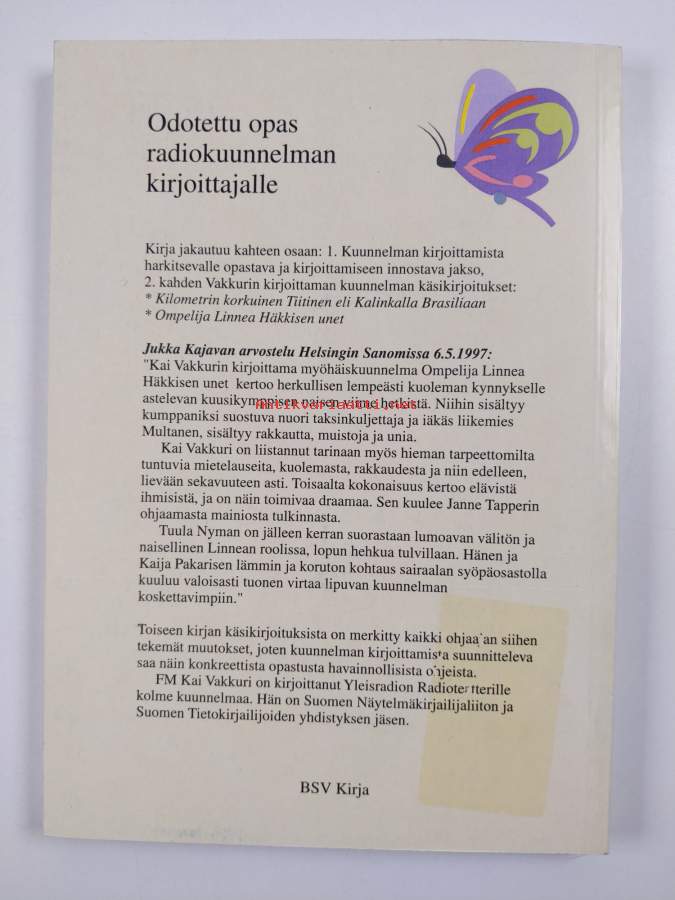 Odotettu opas
radiokuunnelman
kirjoittajalle
Kirja jakautuu kahteen osaan: 1. Kuunnelman kirjoittamista
harkitsevalle opastava ja kirjoittamiseen innostava jakso,
2. kahden Vakkurin kirjoittaman kuunnelman käsikirjoitukset:
* Kilometrin korkuinen Tiitinen eli Kalinkalla Brasiliaan
* Ompelija Linnea Häkkisen unet
Jukka Kajavan arvostelu Helsingin Sanomissa 6.5.1997:
"Kai Vakkurin kirjoittama myöhäiskuunnelma Ompelija Linnea
Häkkisen unet kertoo herkullisen lempeästi kuoleman kynnykselle
astelevan kuusikymppisen naisen viime hetkistä. Niihin sisältyy
antikvariaatti.net
kumppaniksi suostuva nuori taksinkuljettaja ja iäkäs liikemies
Multanen, sisältyy rakkautta, muistoja ja unia.
Kai Vakkuri on liistannut tarinaan myös hieman tarpeettomilta
tuntuvia mietelauseita, kuolemasta, rakkaudesta ja niin edelleen,
lievään sekavuuteen asti. Toisaalta kokonaisuus kertoo elävistä
ihmisistä, ja on näin toimivaa draamaa. Sen kuulee Janne Tapperin
ohjaamasta mainiosta tulkinnasta.
Tuula Nyman on jälleen kerran suorastaan lumoavan välitön ja
naisellinen Linnean roolissa, lopun hehkua tulvillaan. Hänen ja
Kaija Pakarisen lämmin ja koruton kohtaus sairaalan syöpäosastolla
kuuluu valoisasti tuonen virtaa lipuvan kuunnelman
koskettavimpiin."
Toiseen kirjan käsikirjoituksista on merkitty kaikki ohjaajan siihen
tekemät muutokset, joten kuunnelman kirjoittamista suunnitteleva
saa näin konkreettista opastusta havainnollisista ohjeista.
FM Kai Vakkuri on kirjoittanut Yleisradion Radioteatterille
kolme kuunnelmaa. Hän on Suomen Näytelmäkirjailijaliiton ja
Suomen Tietokirjailijoiden yhdistyksen jäsen.
BSV Kirja